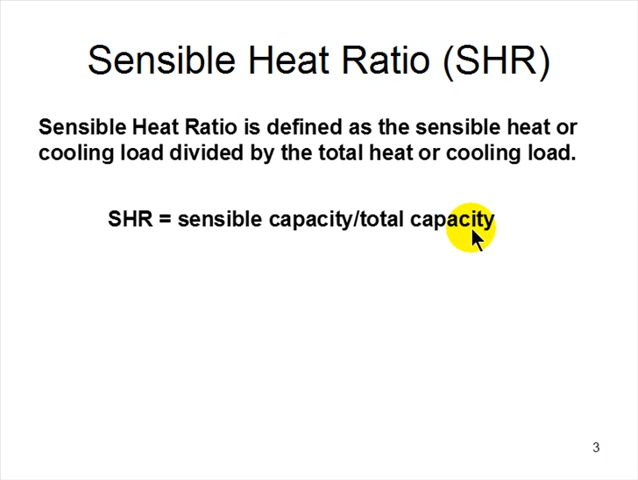 Sensible Heat Ratio (SHR)
Sensible Heat Ratio is defined as the sensible heat or
cooling load divided by the total heat or cooling load.
SHR = sensible capacity/total capacity
3